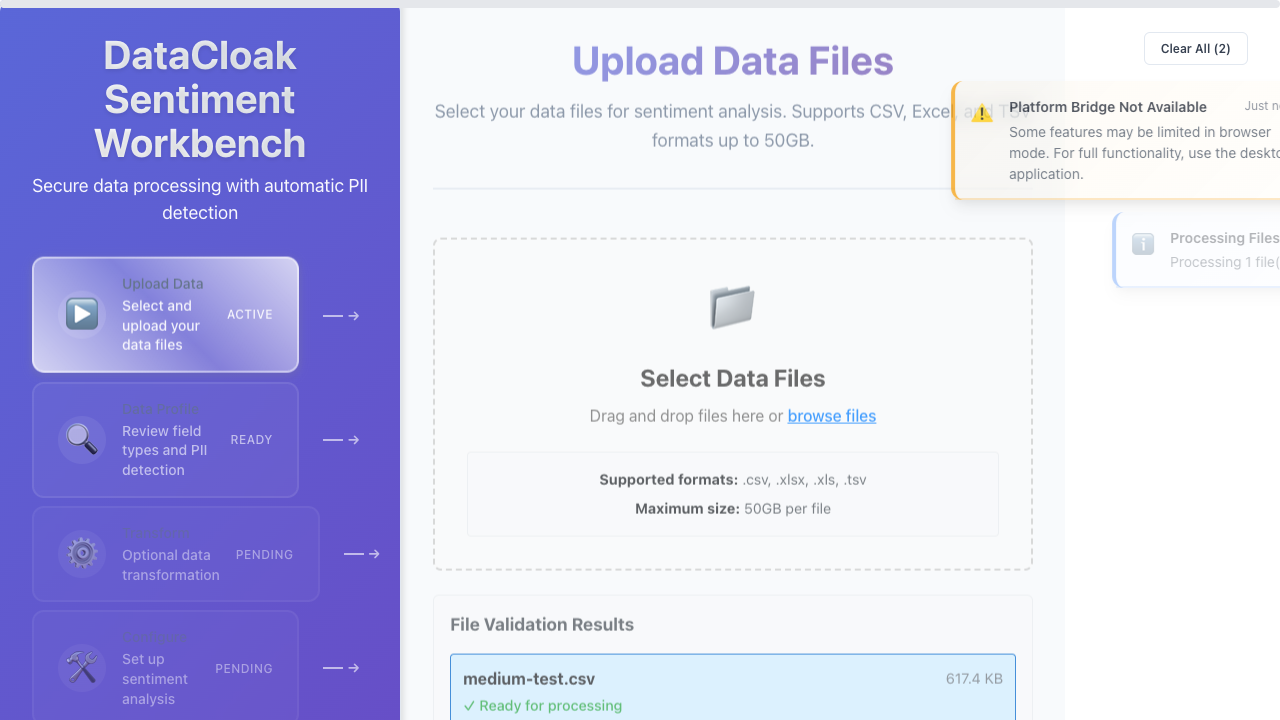 DataCloak
Sentiment
Workbench
Secure data processing with automatic PII
detection
Upload Data
Select and
upload your
data files
ACTIVE
Review field
types and PII
detection
READY
Optional data
transformation
PENDING
Set up
sentiment
analysis
PENDING
Upload Data Files
Select your data files for sentiment analysis. Supports CSV, Excel, and TSV
formats up to 50GB.
Select Data Files
Drag and drop files here or browse files
Supported formats: .csv, .xlsx, .xls, .tsv
Maximum size: 50GB per file
File Validation Results
medium-test.csv
617.4 KB
✓ Ready for processing
Clear All (2)
Platform Bridge Not Available
Just
Some features may be limited in browser
mode. For full functionality, use the
application.
Processing Files
Processing 1 file(